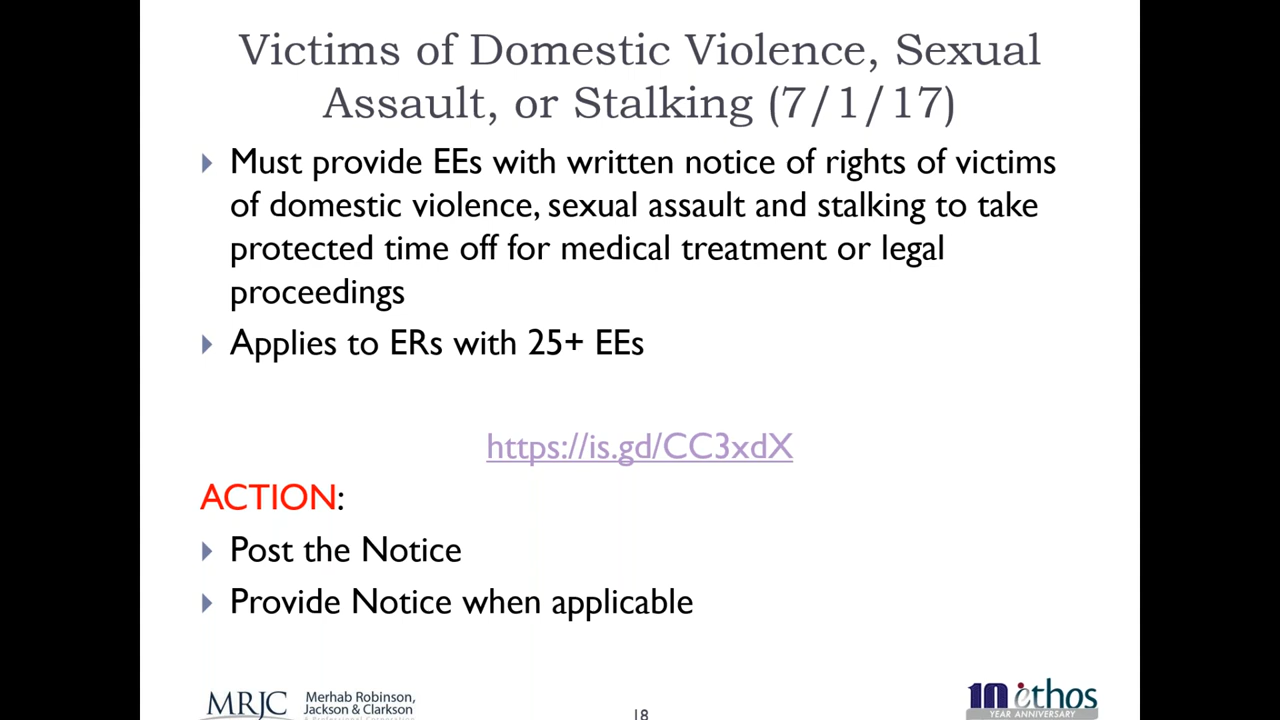 Victims of Domestic Violence, Sexual
Assault, or Stalking (7/1/17)
Must provide EEs with written notice of rights of victims
of domestic violence, sexual assault and stalking to take
protected time off for medical treatment or legal
proceedings
Applies to ERs with 25+ EEs
https://is.gd/CC3xdX
ACTION:
Post the Notice
Provide Notice when applicable
MRJC
Merhab Robinson,
Jackson & Clarkson
A Professional Corporation
18
10 ethos
YEAR ANNIVERSARY